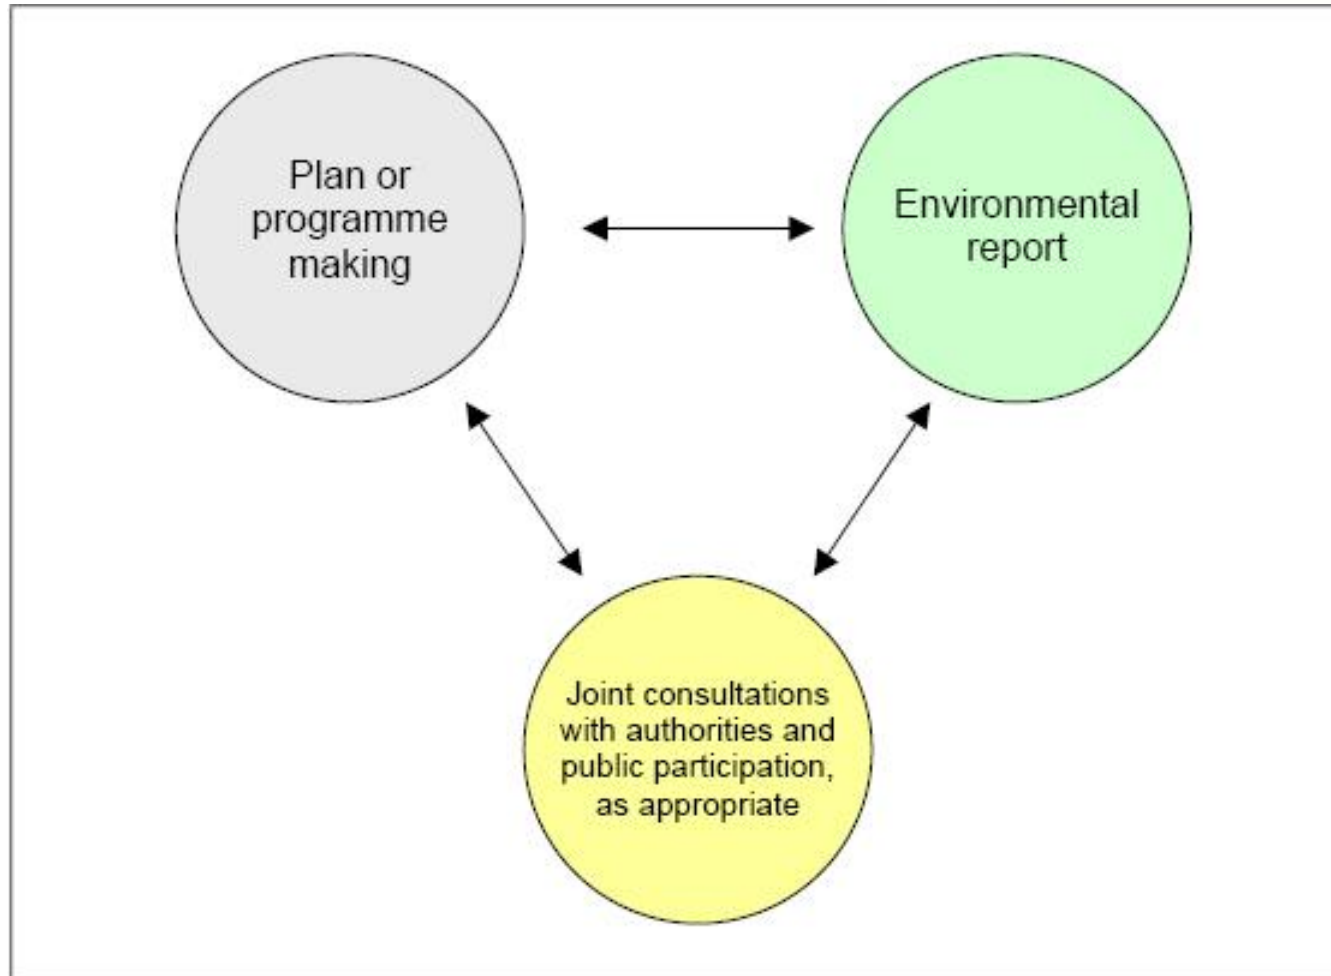 Plan or
programme
making
Environmental
report
Joint consultations
with authorities and
public participation,
as appropriate